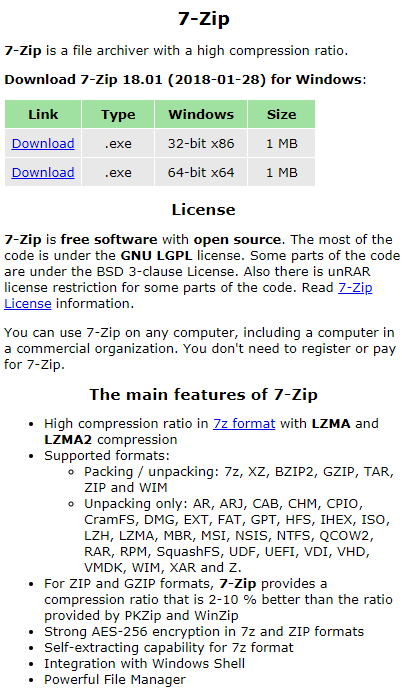 7-Zip
7-Zip is a file archiver with a high compression ratio.
Download 7-Zip 18.01 (2018-01-28) for Windows:
Link Type Windows Size
Download .exe 32-bit x86 1 MB
Download .exe 64-bit x64 1 MB
License
7-Zip is free software with open source. The most of the
code is under the GNU LGPL license. Some parts of the code
are under the BSD 3-clause License. Also there is unRAR
license restriction for some parts of the code. Read 7-Zip
License information.
You can use 7-Zip on any computer, including a computer in
a commercial organization. You don't need to register or pay
for 7-Zip.
The main features of 7-Zip
• High compression ratio in 7z format with LZMA and
LZMA2 compression
• Supported formats:
◦ Packing / unpacking: 7z, XZ, BZIP2, GZIP, TAR,
ZIP and WIM
◦ Unpacking only: AR, ARJ, CAB, CHM, CPIO,
CramFS, DMG, EXT, FAT, GPT, HFS, IHEX, ISO,
LZH, LZMA, MBR, MSI, NSIS, NTFS, QCOW2,
RAR, RPM, SquashFS, UDF, UEFI, VDI, VHD,
VMDK, WIM, XAR and Z.
• For ZIP and GZIP formats, 7-Zip provides a
compression ratio that is 2-10 % better than the ratio
provided by PKZip and WinZip
• Strong AES-256 encryption in 7z and ZIP formats
• Self-extracting capability for 7z format
• Integration with Windows Shell
• Powerful File Manager